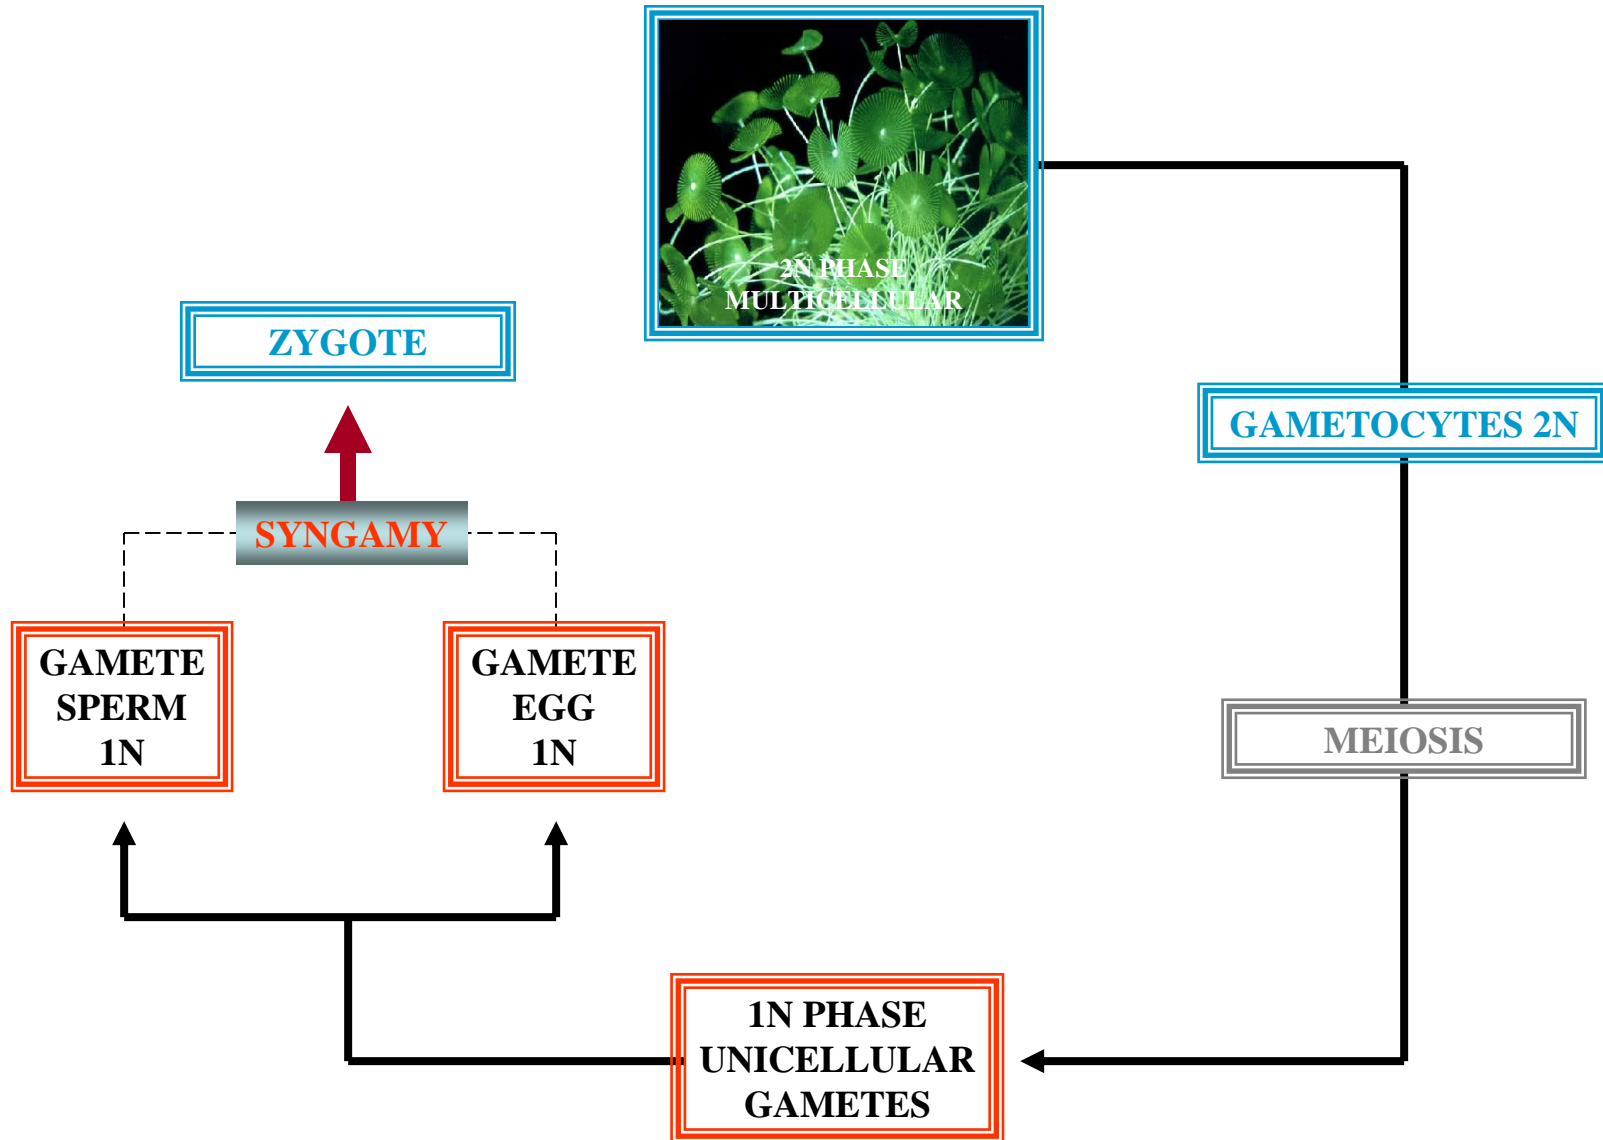 2N PHASE
MULTICELLULAR
ZYGOTE
GAMETOCYTES 2N
SYNGAMY
GAMETE
SPERM
1N
GAMETE
EGG
1N
MEIOSIS
1N PHASE
UNICELLULAR
GAMETES